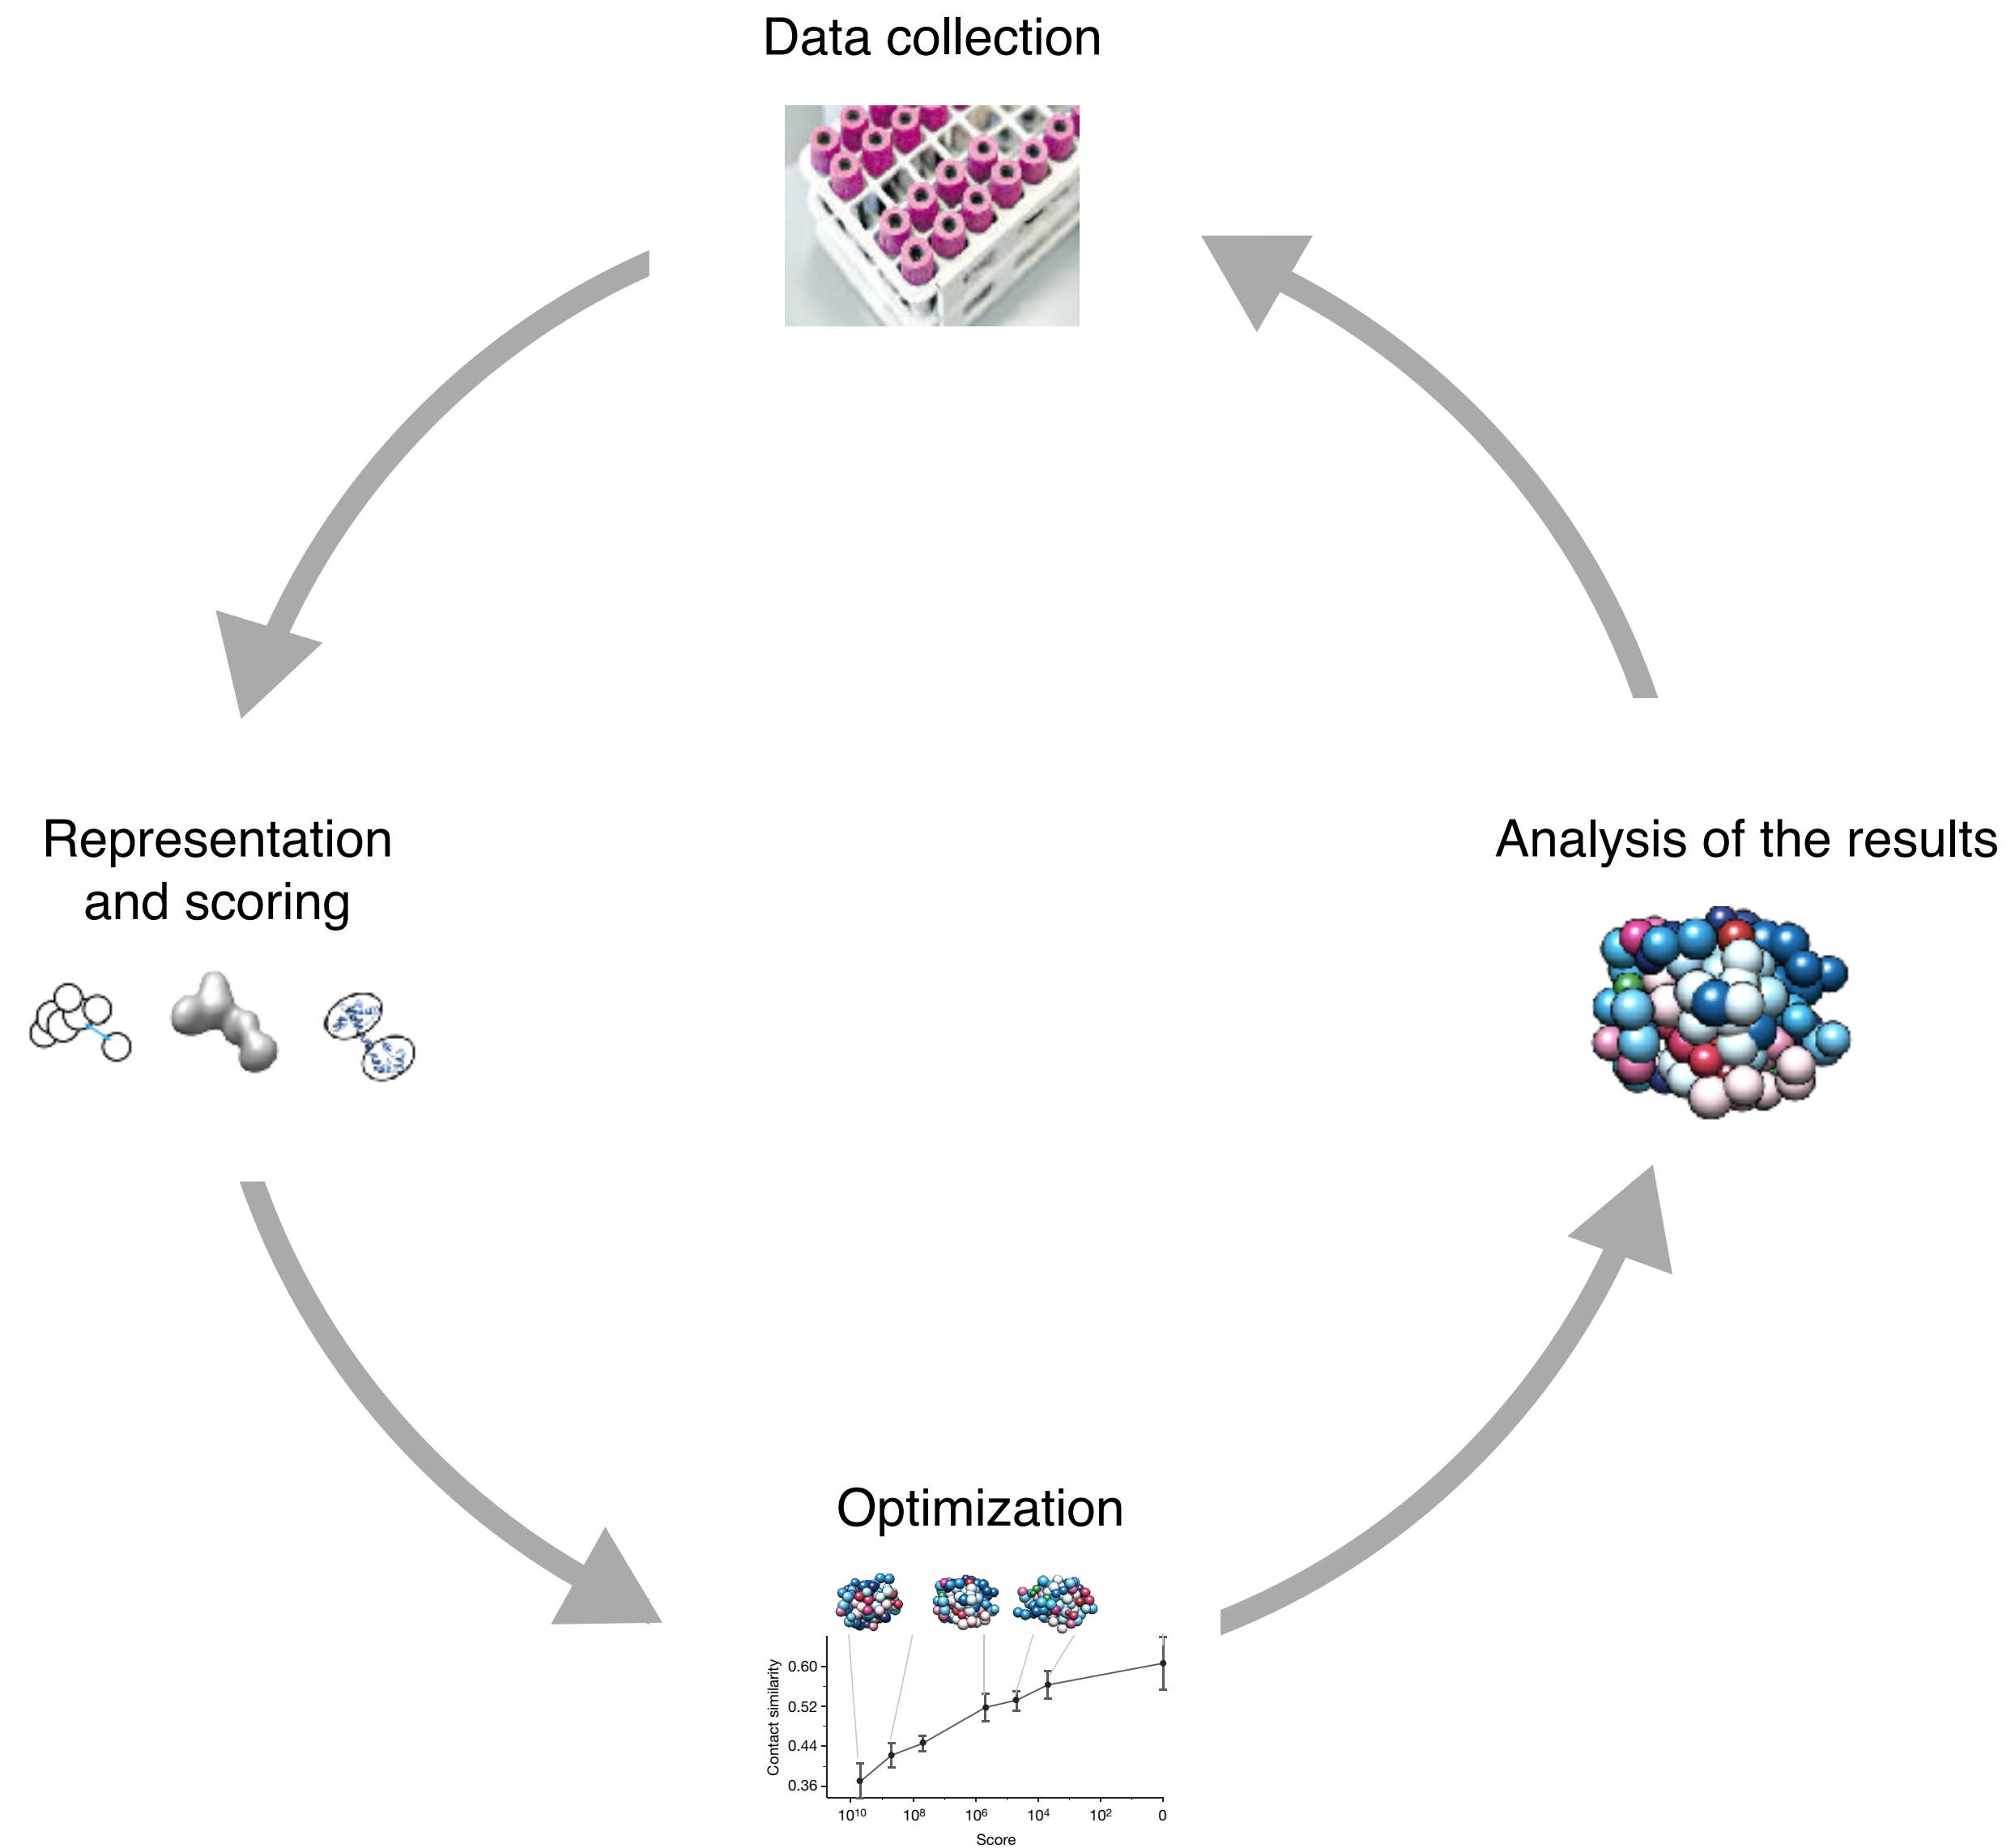 Data collection
Representation
and scoring
Analysis of the results
Optimization
Contact similarity
0.60
0.52
0.44
0.36
10¹⁰
10⁸
10⁶
10⁴
10²
0
Score